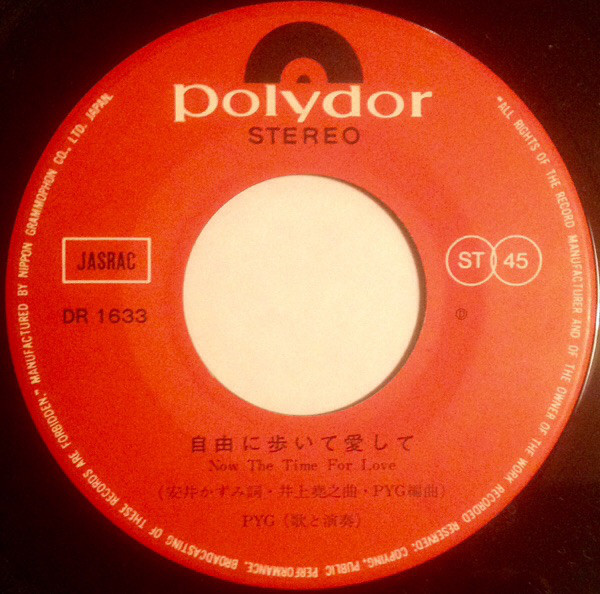 polydor
STEREO
JASRAC
DR 1633
ST 45
Ⓓ
自由に歩いて愛して
Now The Time For Love
(安井かずみ詞・井上堯之曲・PYG編曲)
PYG (歌と演奏)
"ALL RIGHTS OF THE RECORD MANUFACTURER AND OF THE OWNER OF THE WORK RECORDED RESERVED; COPYING, PUBLIC PERFORMANCE, BROADCASTING OF THESE RECORDS ARE FORBIDDEN," MANUFACTURED BY NIPPON GRAMMOPHON CO., LTD. JAPAN.